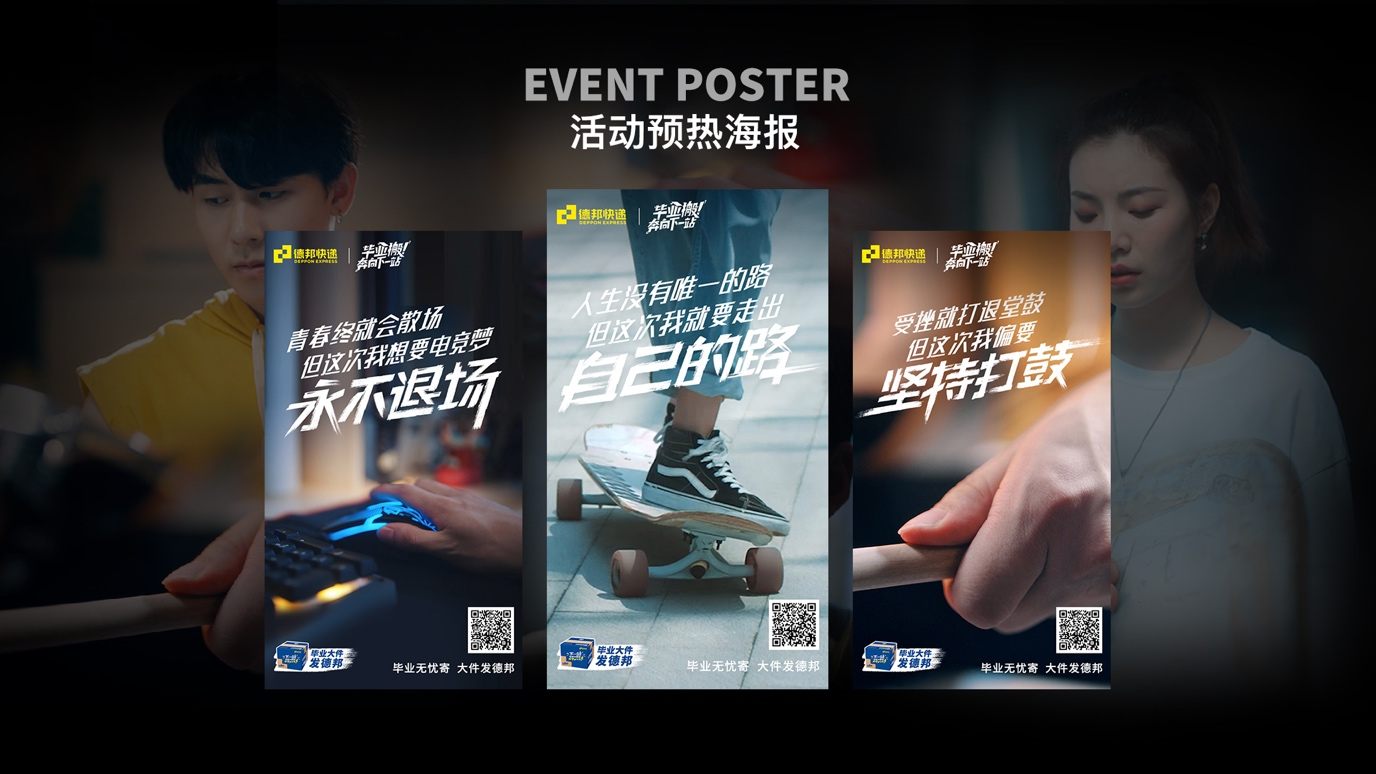 EVENT POSTER
活动预热海报
德邦快递
DEPPON EXPRESS
毕业搬!
奔向下一站
青春终就会散场
但这次我想要电竞梦
永不退场
毕业大件
发德邦
毕业无忧寄 大件发德邦
德邦快递
DEPPON EXPRESS
毕业搬!
奔向下一站
人生没有唯一的路
但这次我就要走出
自己的路
毕业大件
发德邦
毕业无忧寄 大件发德邦
德邦快递
DEPPON EXPRESS
毕业搬!
奔向下一站
受挫就打退堂鼓
但这次我偏要
坚持打鼓
毕业大件
发德邦
毕业无忧寄 大件发德邦